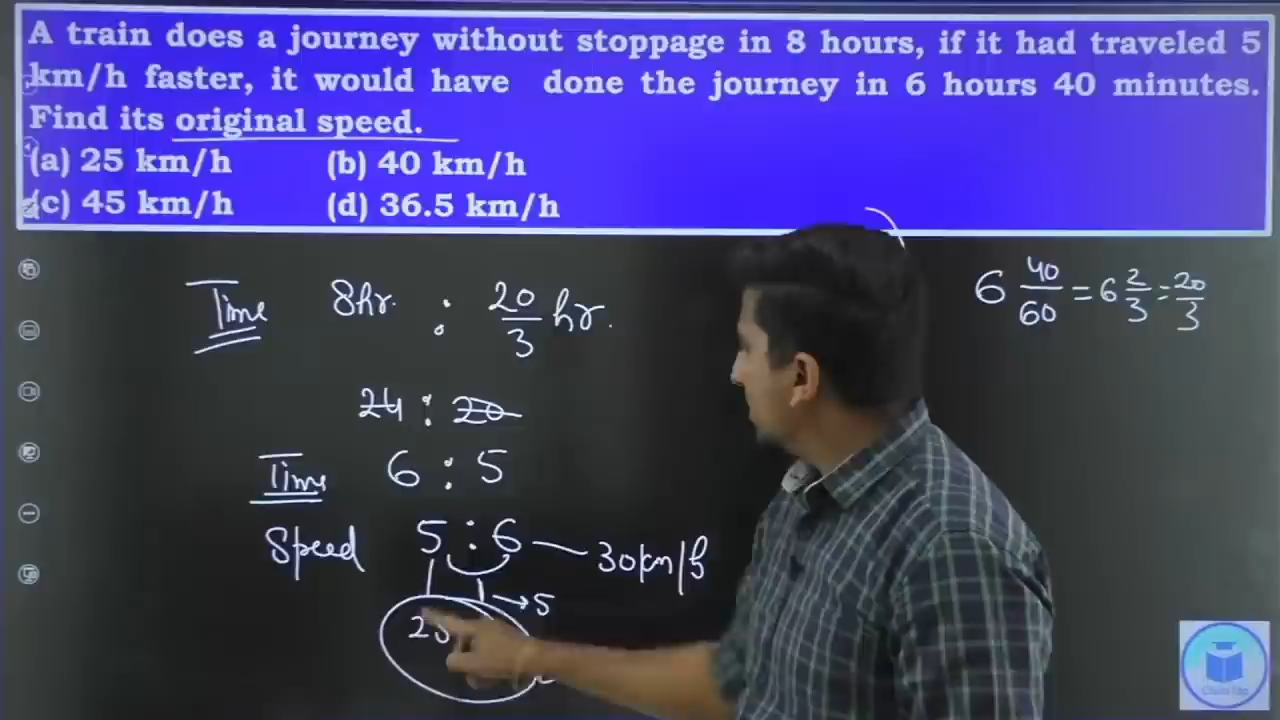 A train does a journey without stoppage in 8 hours, if it had traveled 5
km/h faster, it would have done the journey in 6 hours 40 minutes.
Find its original speed.
(a) 25 km/h (b) 40 km/h
(c) 45 km/h (d) 36.5 km/h
Time 8hr. : 20/3 hr.
6 40/60 = 6 2/3 = 20/3
24 : 20
Time 6 : 5
Speed 5 : 6 — 30km/h
1 → 5